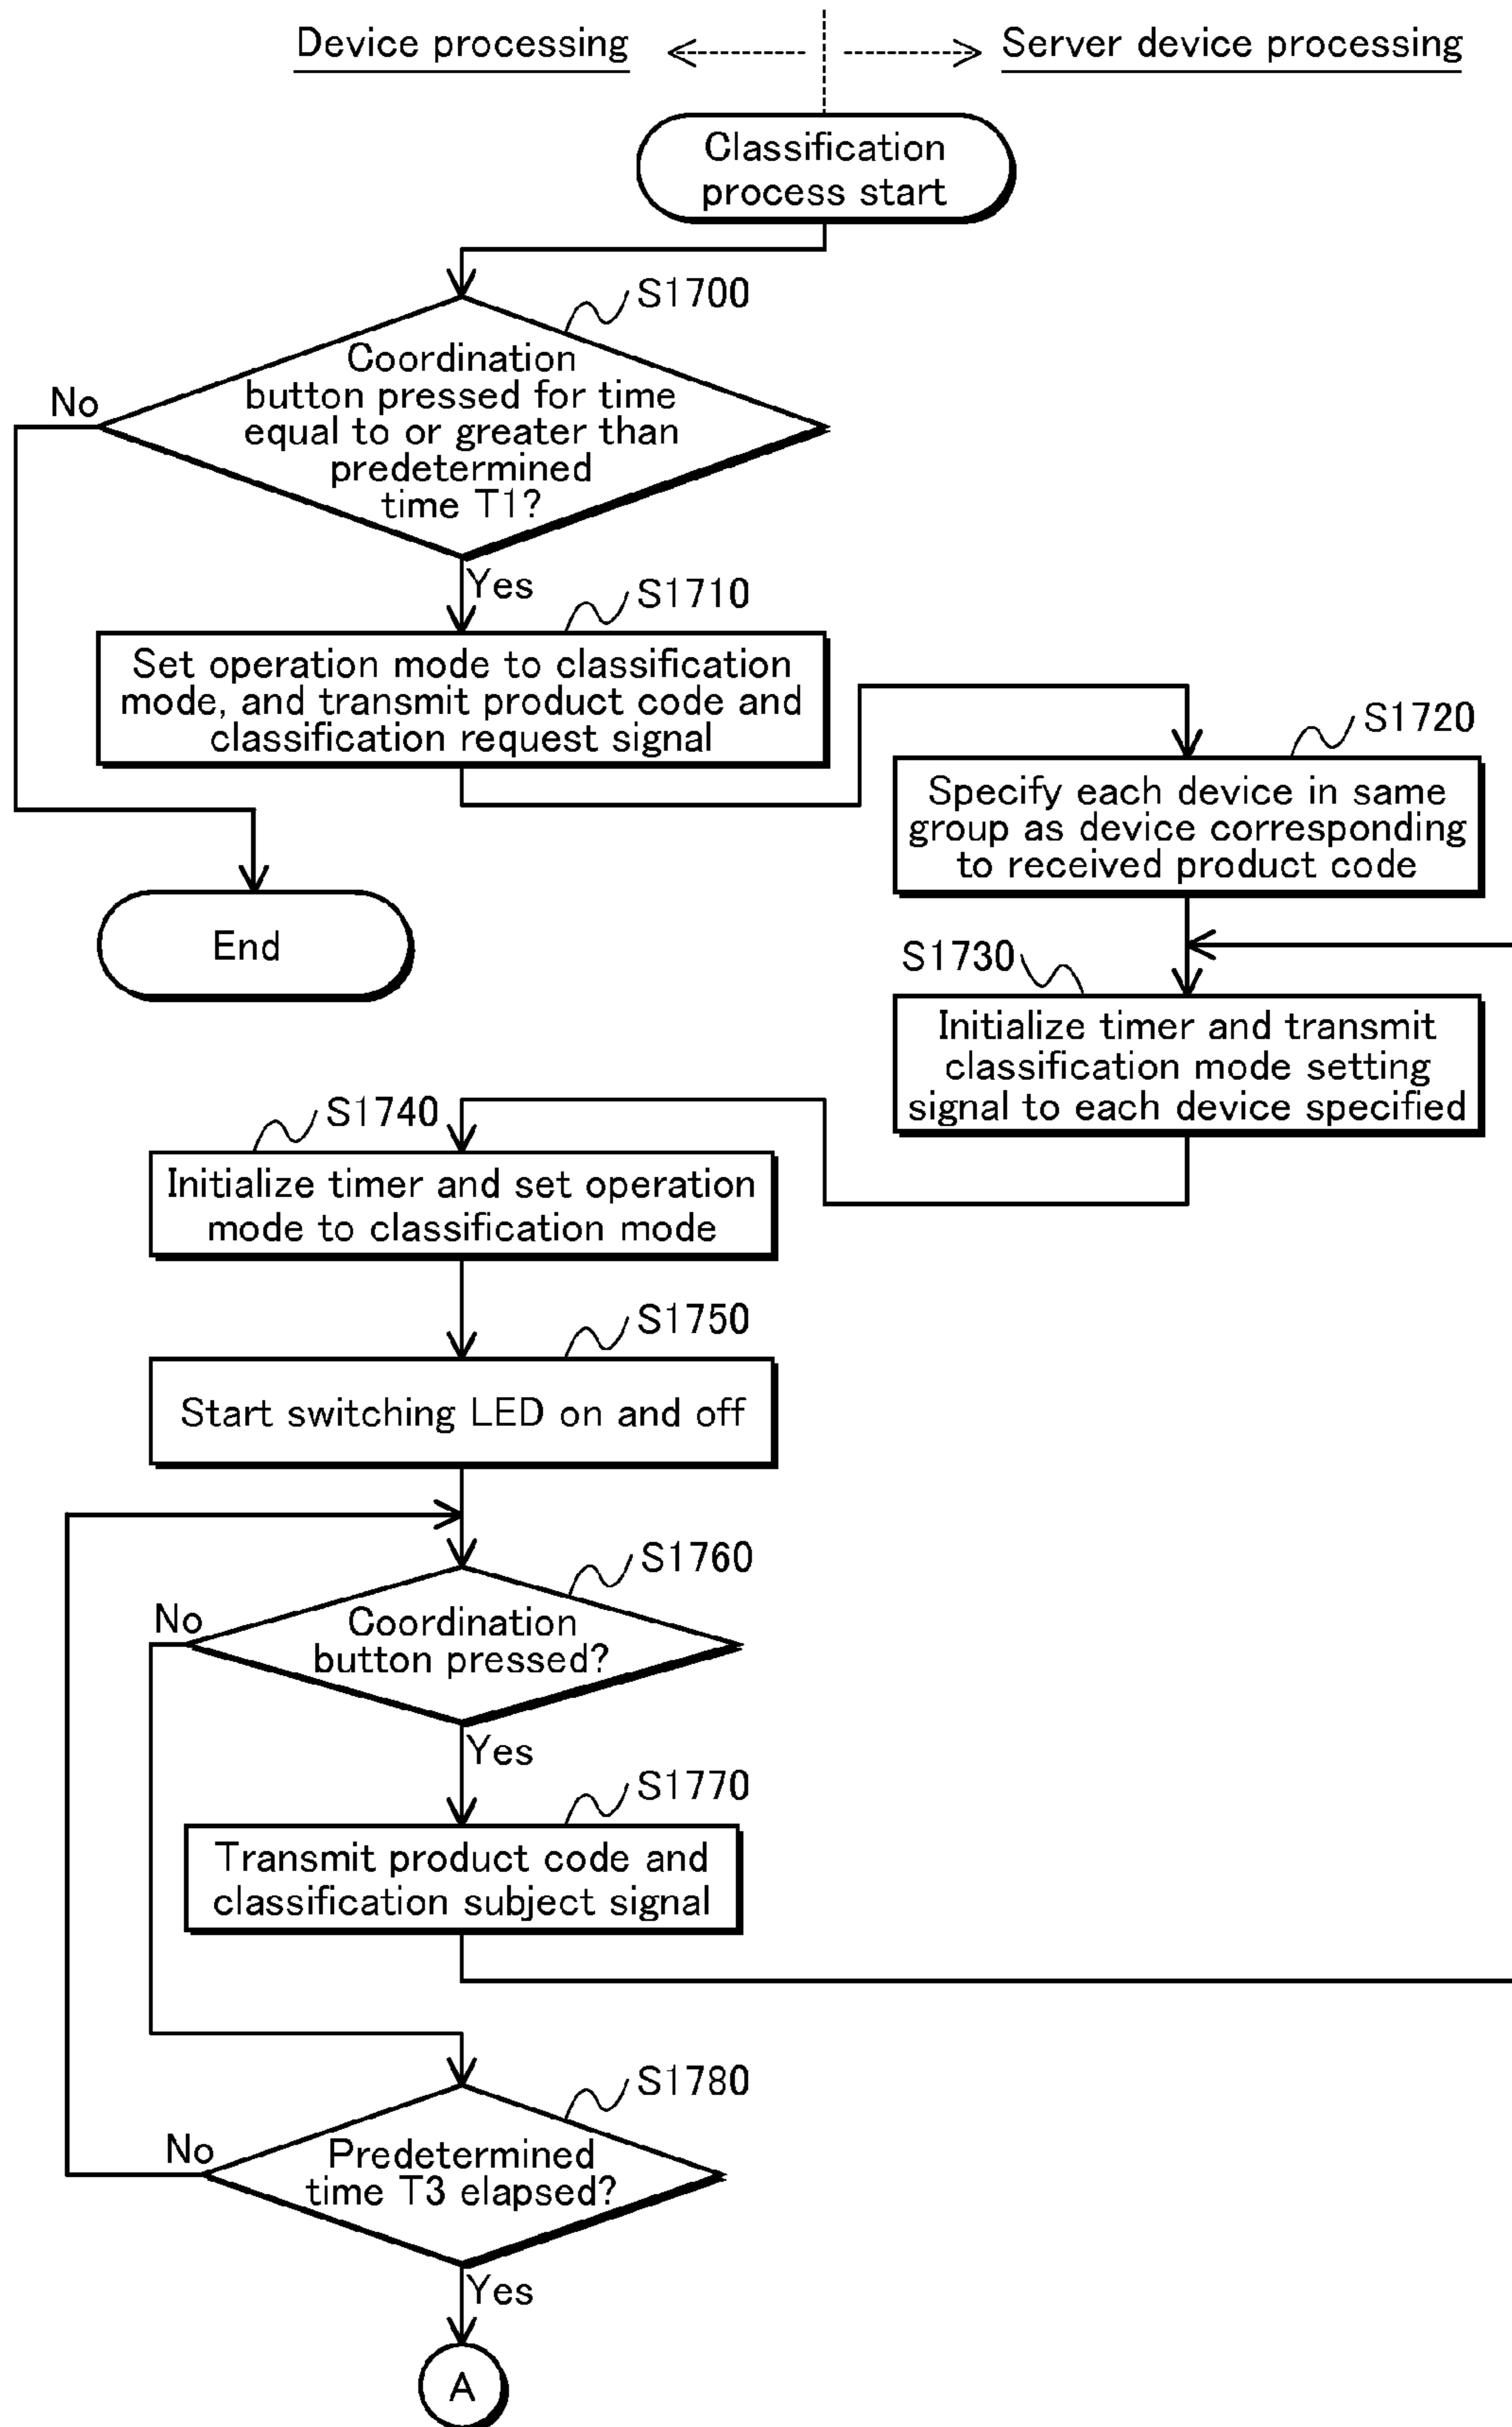 Device processing
Server device processing
Classification
process start
S1700
Coordination
button pressed for time
equal to or greater than
predetermined
time T1?
No
Yes
S1710
Set operation mode to classification
mode, and transmit product code and
classification request signal
S1720
Specify each device in same
group as device corresponding
to received product code
End
S1730
Initialize timer and transmit
classification mode setting
signal to each device specified
S1740
Initialize timer and set operation
mode to classification mode
S1750
Start switching LED on and off
S1760
Coordination
button pressed?
No
Yes
S1770
Transmit product code and
classification subject signal
S1780
Predetermined
time T3 elapsed?
No
Yes
A